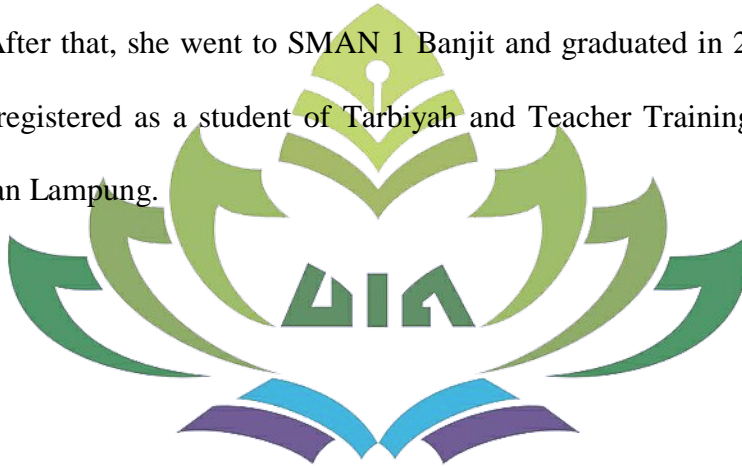 After that, she went to SMAN 1 Banjit and graduated in 2
registered as a student of Tarbiyah and Teacher Training
an Lampung.
UIN